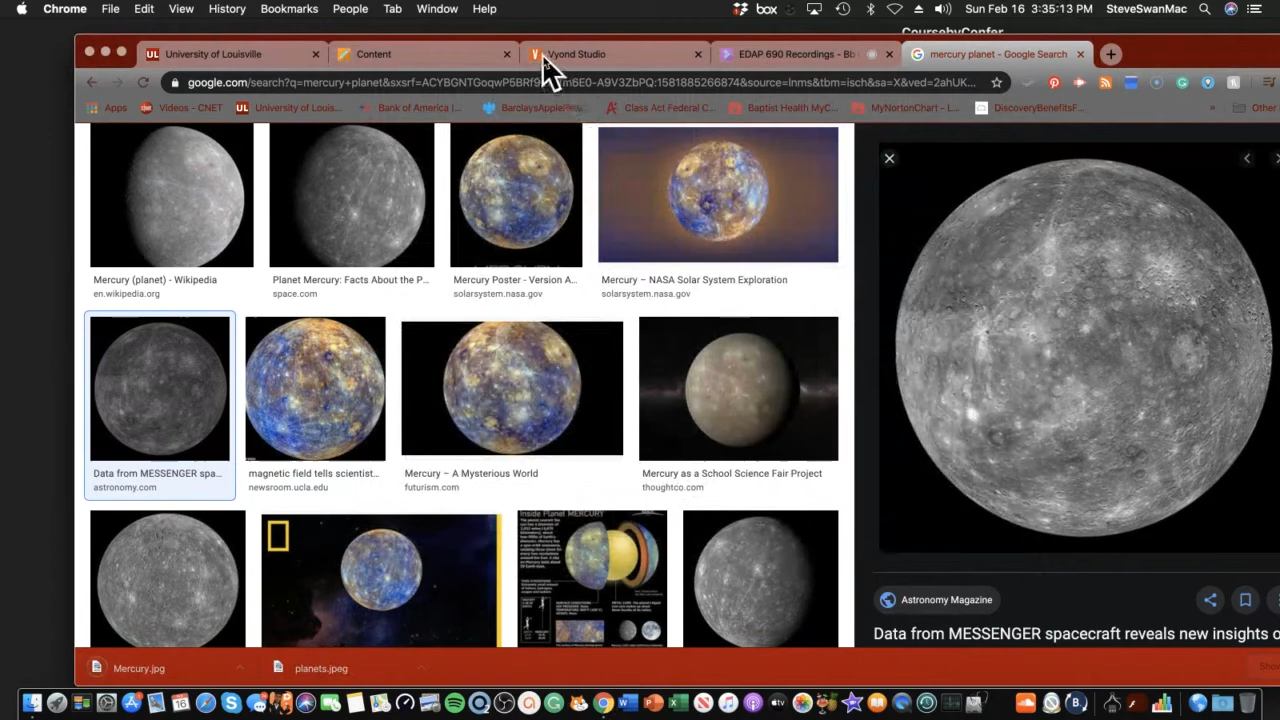 Chrome File Edit View History Bookmarks People Tab Window Help box Sun Feb 16 3:35:13 PM SteveSwanMac
CoursebyConfer
UL University of Louisville Content V Vyond Studio EDAP 690 Recordings - Bb G mercury planet - Google Search
Apps Videos - CNET UL University of Louis... Bank of America |... BarclaysAppleRe... Class Act Federal C... Baptist Health MyC... MyNortonChart - L... DiscoveryBenefitsF... » Other
Mercury (planet) - Wikipedia Planet Mercury: Facts About the P... Mercury Poster - Version A... Mercury – NASA Solar System Exploration
en.wikipedia.org space.com solarsystem.nasa.gov solarsystem.nasa.gov
Data from MESSENGER spa... magnetic field tells scientist... Mercury – A Mysterious World Mercury as a School Science Fair Project
astronomy.com newsroom.ucla.edu futurism.com thoughtco.com
Inside Planet MERCURY
Astronomy Magazine
Data from MESSENGER spacecraft reveals new insights
Mercury.jpg planets.jpeg